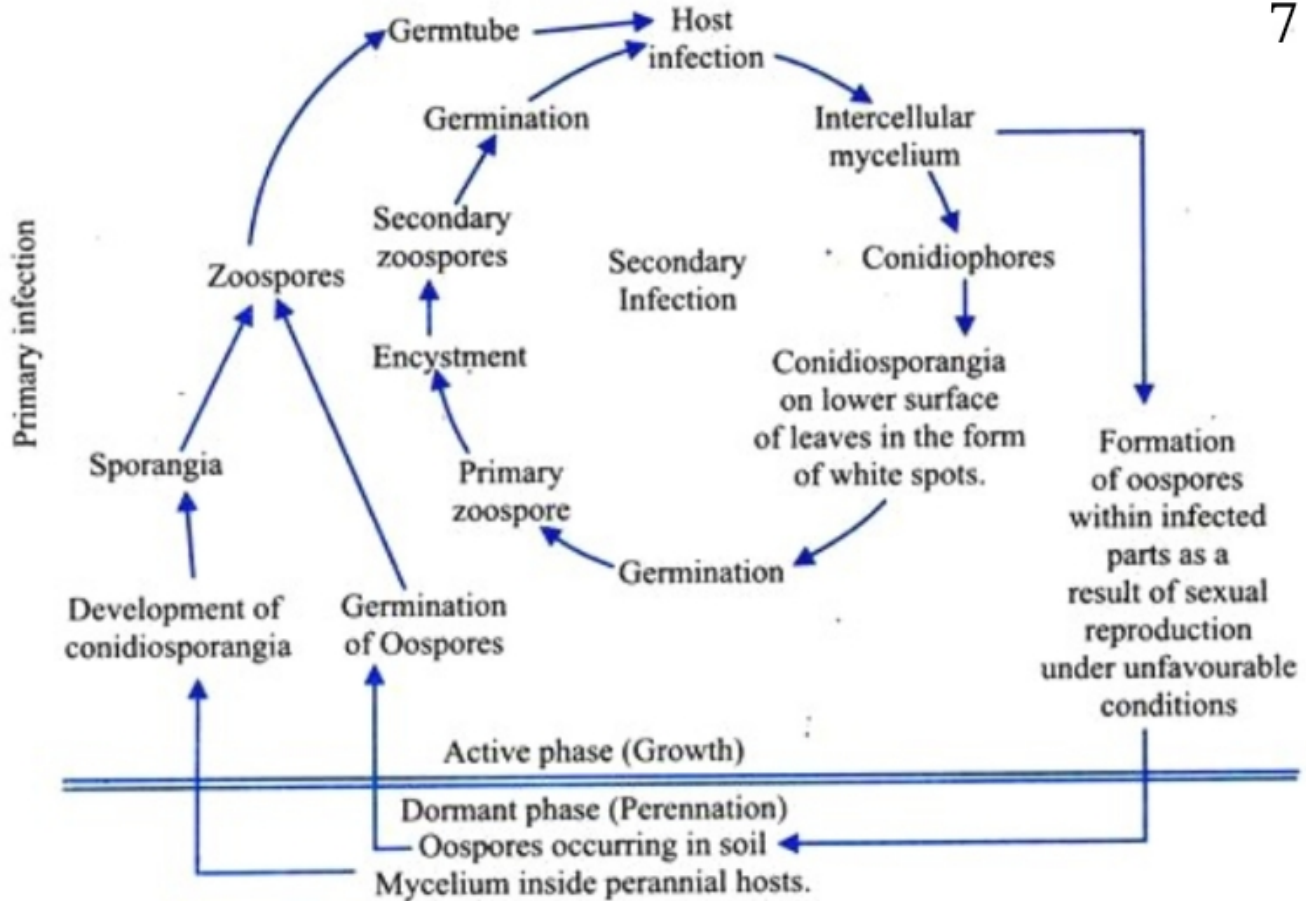 7
Germtube
Host
infection
Germination
Intercellular
mycelium
Secondary
zoospores
Zoospores
Secondary
Infection
Conidiophores
Primary infection
Encystment
Conidiosporangia
on lower surface
of leaves in the form
of white spots.
Sporangia
Primary
zoospore
Formation
of oospores
within infected
parts as a
result of sexual
reproduction
under unfavourable
conditions
Germination
Development of
conidiosporangia
Germination
of Oospores
Active phase (Growth)
Dormant phase (Perennation)
Oospores occurring in soil
Mycelium inside perannial hosts.